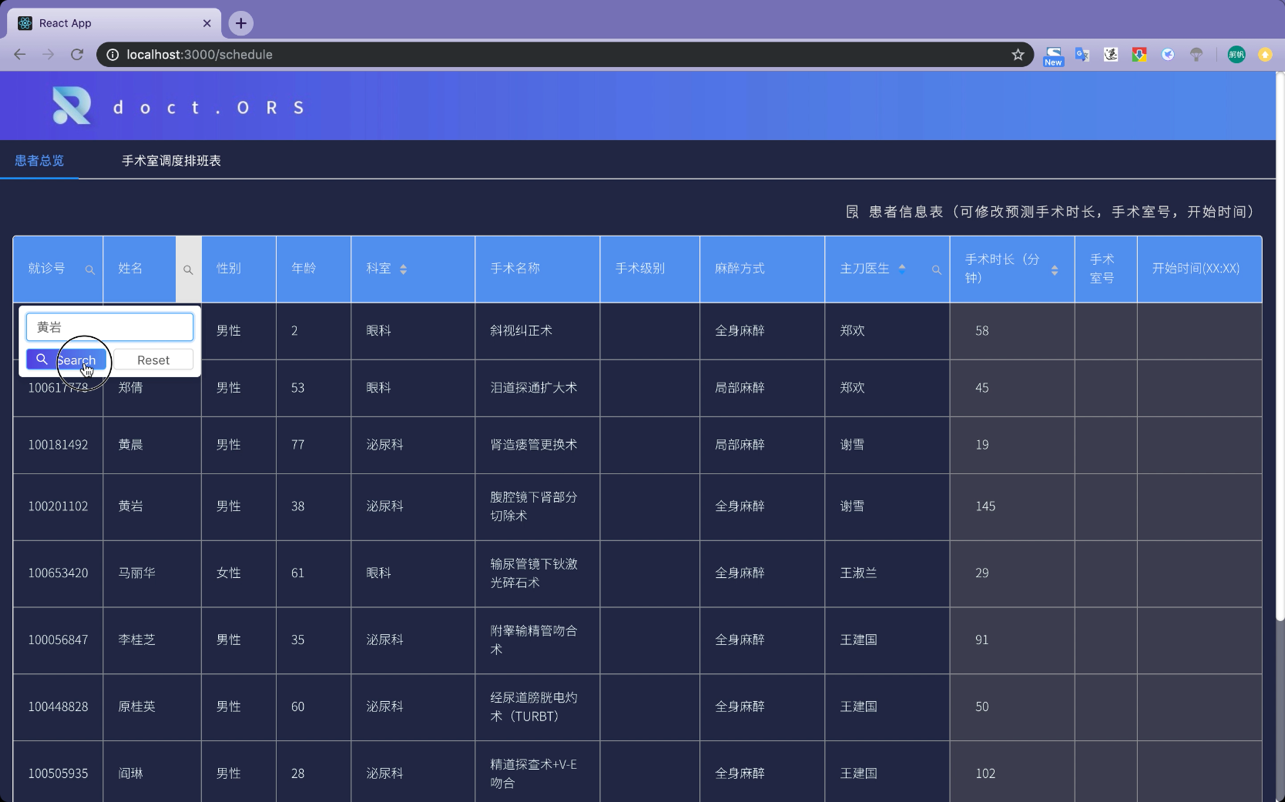 React App
localhost:3000/schedule
New
doct.ORS
患者总览
手术室调度排班表
患者信息表（可修改预测手术时长，手术室号，开始时间）
就诊号
姓名
性别
年龄
科室
手术名称
手术级别
麻醉方式
主刀医生
手术时长（分
钟）
手术
室号
开始时间(XX:XX)
黄岩
Search
Reset
男性
2
眼科
斜视纠正术
全身麻醉
郑欢
58
100617778
郑倩
男性
53
眼科
泪道探通扩大术
局部麻醉
郑欢
45
100181492
黄晨
男性
77
泌尿科
肾造瘘管更换术
局部麻醉
谢雪
19
100201102
黄岩
男性
38
泌尿科
腹腔镜下肾部分
切除术
全身麻醉
谢雪
145
100653420
马丽华
女性
61
眼科
输尿管镜下钬激
光碎石术
全身麻醉
王淑兰
29
100056847
李桂芝
男性
35
泌尿科
附睾输精管吻合
术
全身麻醉
王建国
91
100448828
原桂英
男性
60
泌尿科
经尿道膀胱电灼
术（TURBT）
全身麻醉
王建国
50
100505935
阎琳
男性
28
泌尿科
精道探查术+V-E
吻合
全身麻醉
王建国
102